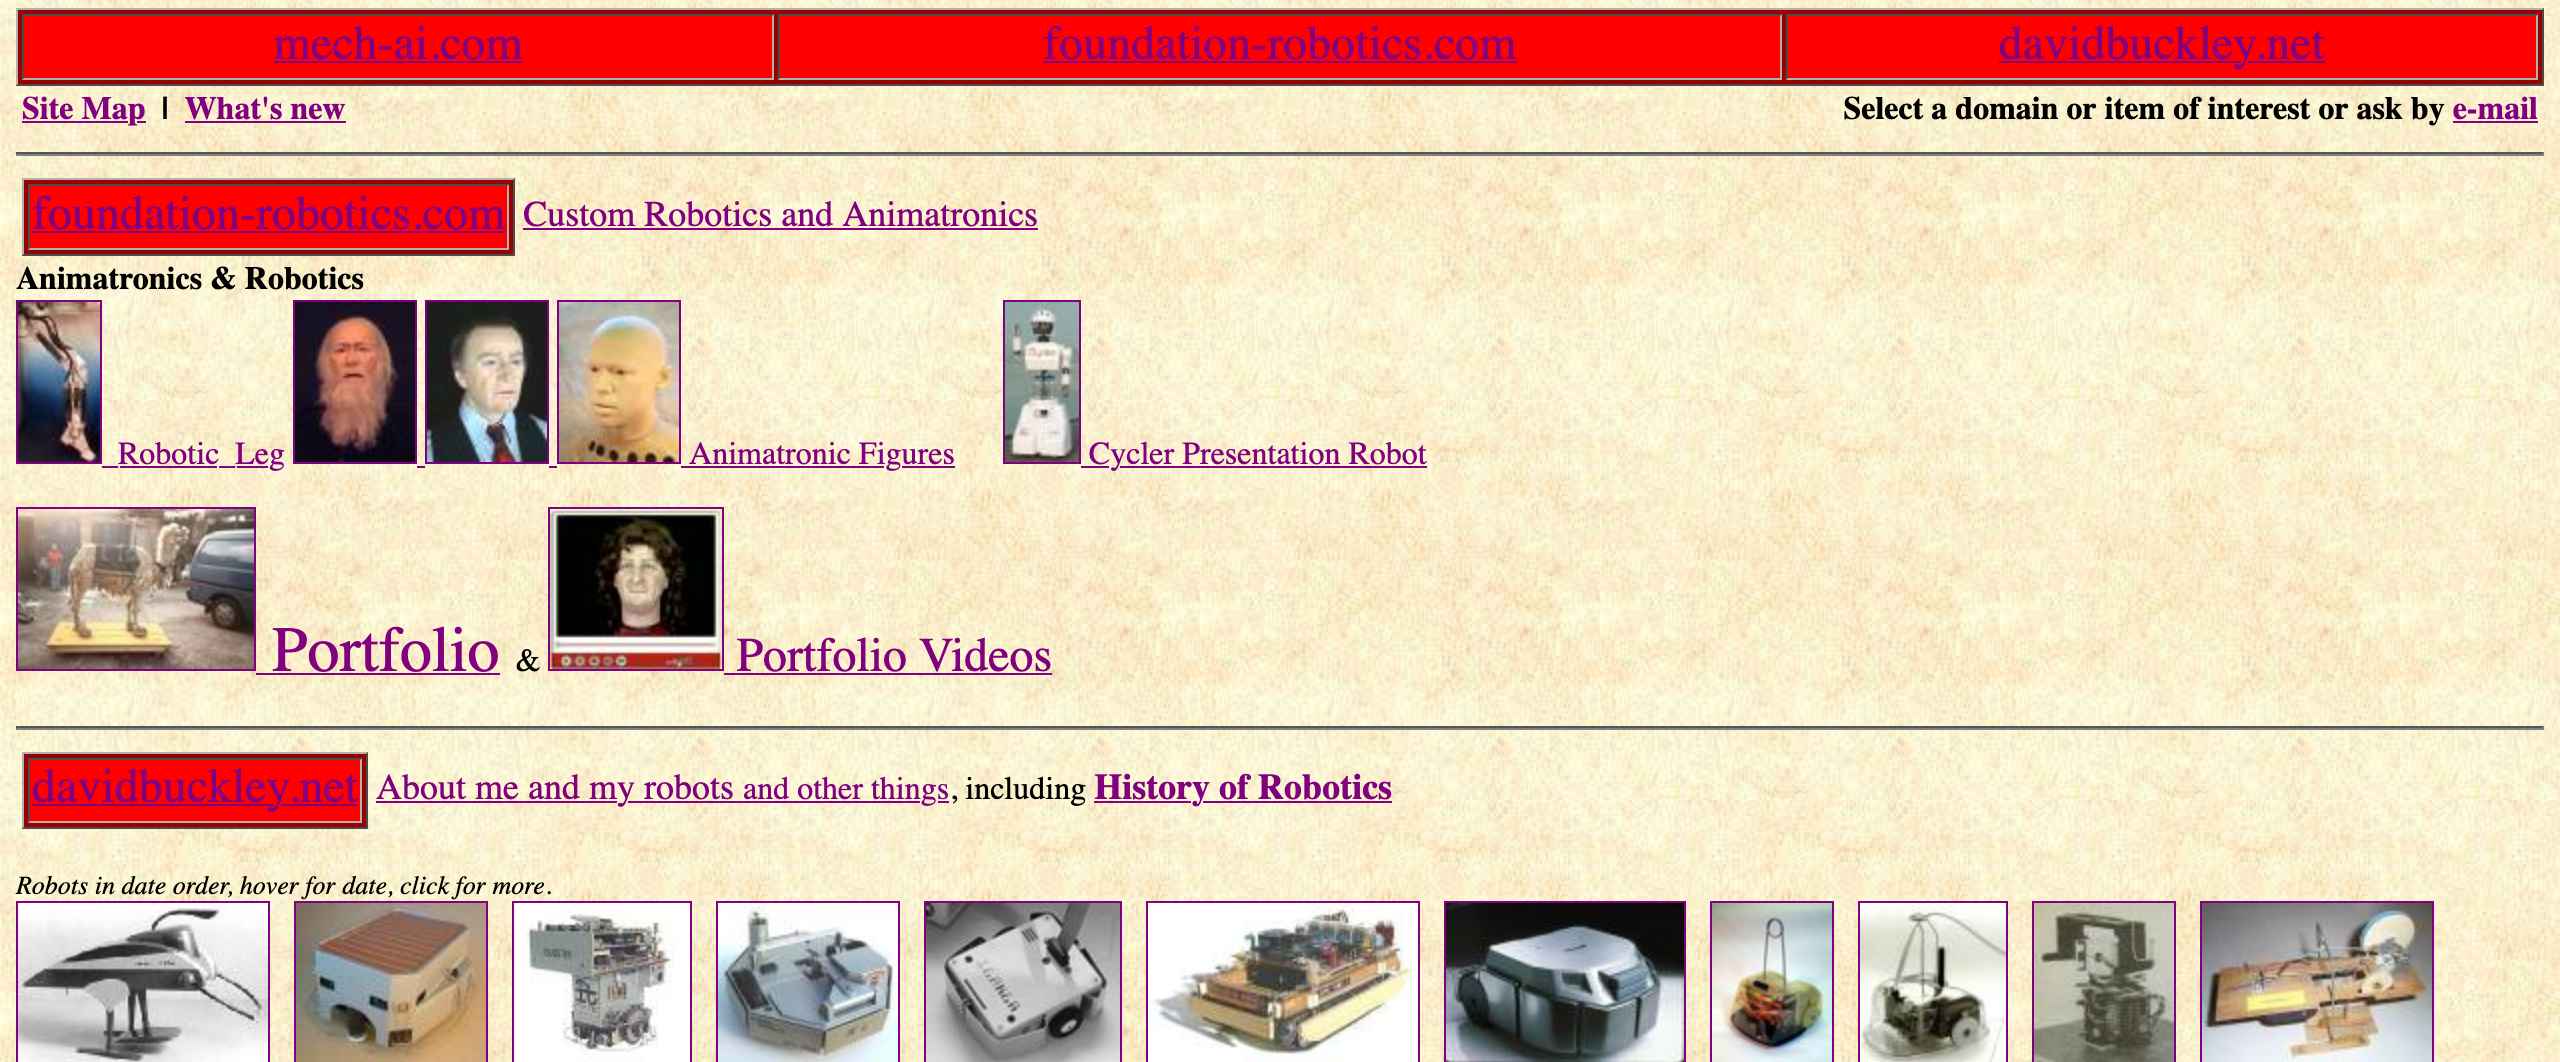 mech-ai.com foundation-robotics.com davidbuckley.net
Site Map | What's new Select a domain or item of interest or ask by e-mail
foundation-robotics.com Custom Robotics and Animatronics
Animatronics & Robotics
Robotic Leg Animatronic Figures Cycler Presentation Robot
Portfolio & Portfolio Videos
davidbuckley.net About me and my robots and other things, including History of Robotics
Robots in date order, hover for date, click for more.